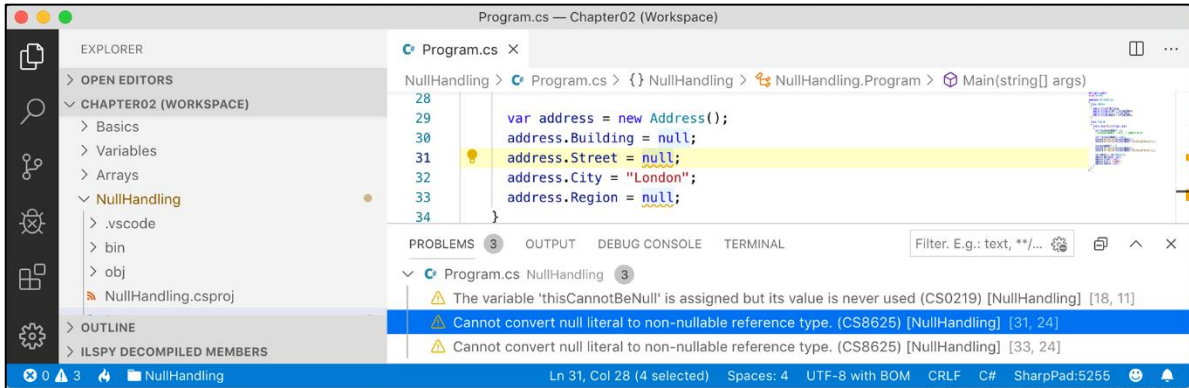 Program.cs — Chapter02 (Workspace)
EXPLORER
OPEN EDITORS
CHAPTER02 (WORKSPACE)
Basics
Variables
Arrays
NullHandling
.vscode
bin
obj
NullHandling.csproj
OUTLINE
ILSPY DECOMPILED MEMBERS
C# Program.cs ×
NullHandling > C# Program.cs > {} NullHandling > NullHandling.Program > Main(string[] args)
28
29 var address = new Address();
30 address.Building = null;
31 address.Street = null;
32 address.City = "London";
33 address.Region = null;
34 }
PROBLEMS 3 OUTPUT DEBUG CONSOLE TERMINAL Filter. E.g.: text, **/...
C# Program.cs NullHandling 3
The variable 'thisCannotBeNull' is assigned but its value is never used (CS0219) [NullHandling] [18, 11]
Cannot convert null literal to non-nullable reference type. (CS8625) [NullHandling] [31, 24]
Cannot convert null literal to non-nullable reference type. (CS8625) [NullHandling] [33, 24]
0 3 NullHandling Ln 31, Col 28 (4 selected) Spaces: 4 UTF-8 with BOM CRLF C# SharpPad:5255